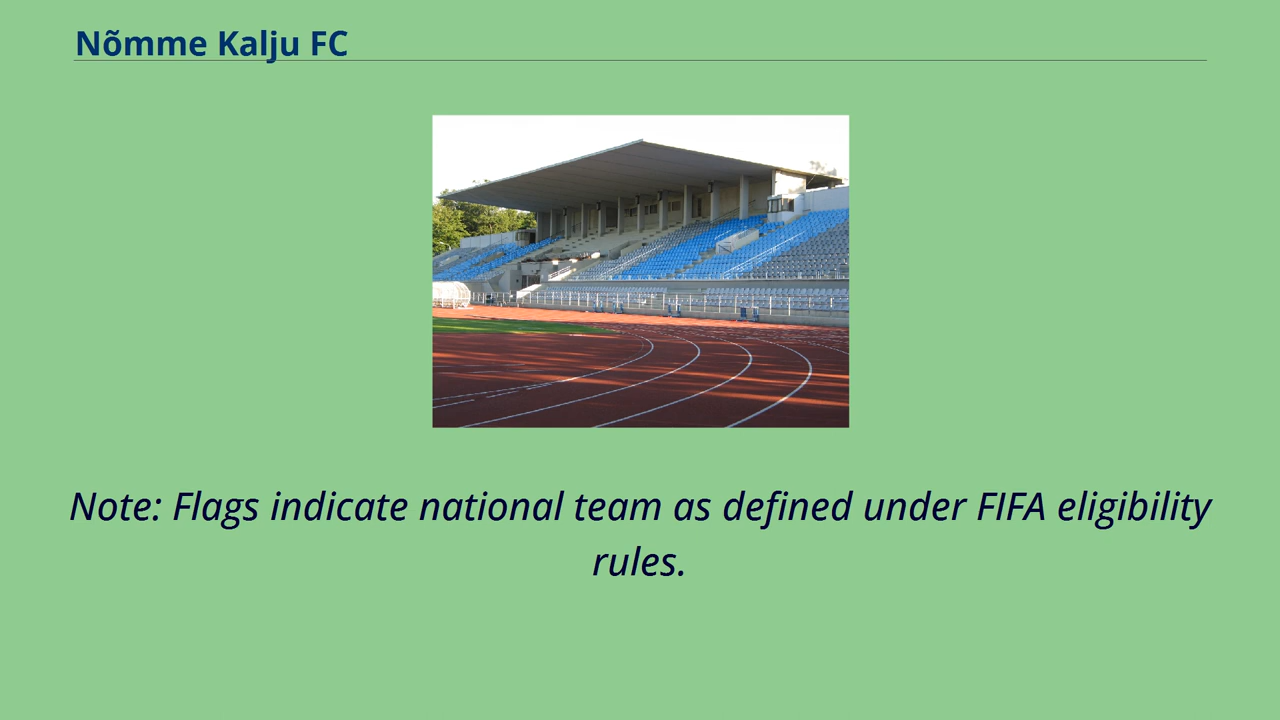 Nõmme Kalju FC
Note: Flags indicate national team as defined under FIFA eligibility
rules.